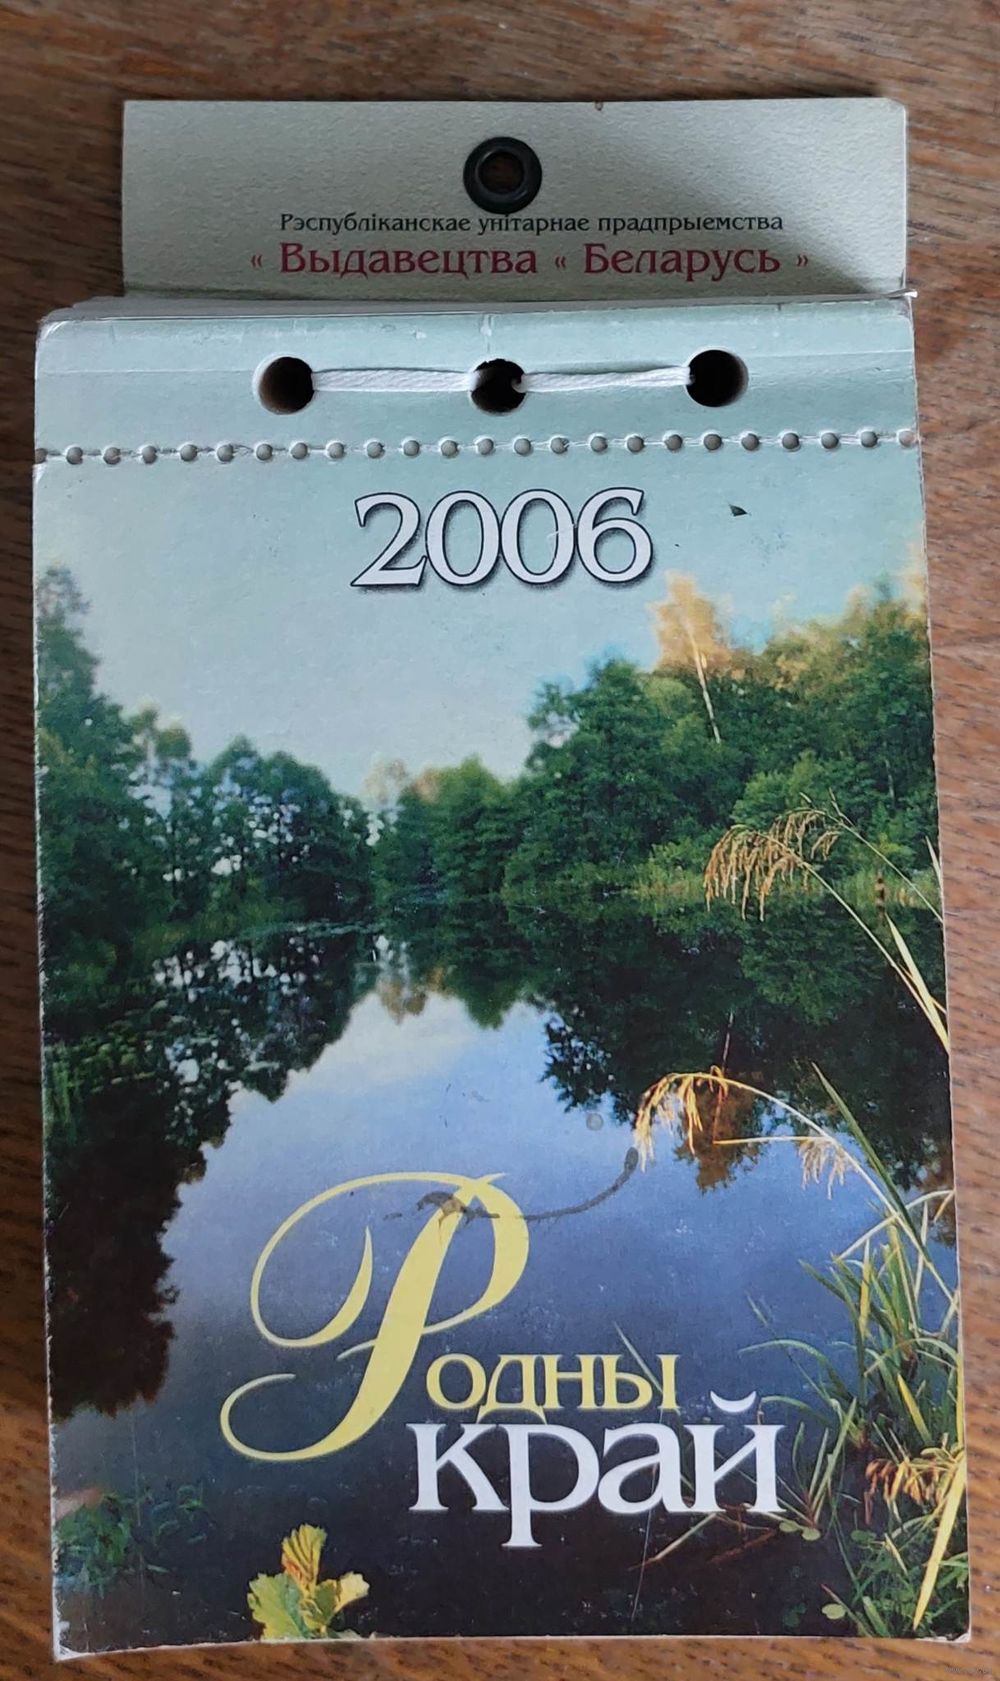 Рэспубліканскае унітарнае прадпрыемства
« Выдавецтва « Беларусь »
2006
Родны
край